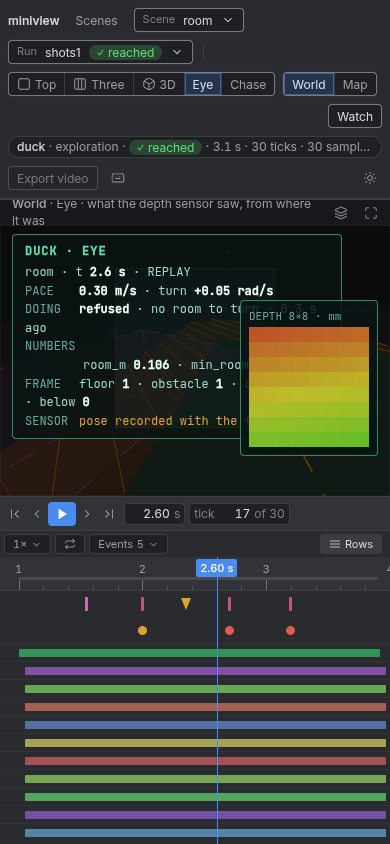 miniview Scenes Scene room
Run shots1 reached
Top Three 3D Eye Chase World Map
Watch
duck · exploration · reached · 3.1 s · 30 ticks · 30 sampl...
Export video
World · Eye · what the depth sensor saw, from where it was
DUCK · EYE
room · t 2.6 s · REPLAY
PACE 0.30 m/s · turn +0.05 rad/s
DOING refused · no room to turn · 0.3 s
ago
NUMBERS
room_m 0.106 · min_room
FRAME floor 1 · obstacle 1 ·
· below 0
SENSOR pose recorded with the
DEPTH 8×8 · mm
2.60 s tick 17 of 30
1× Events 5 Rows
1 2 2.60 s 3 4